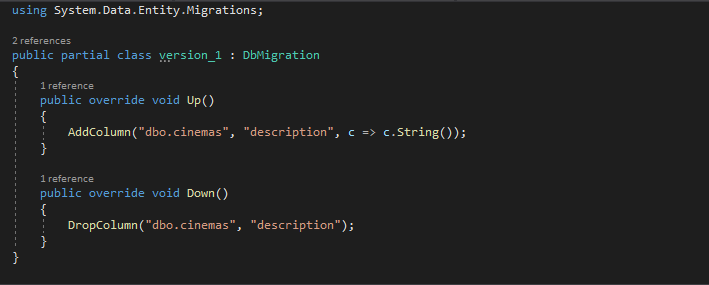 using System.Data.Entity.Migrations;
2 references
public partial class version_1 : DbMigration
{
1 reference
public override void Up()
{
AddColumn("dbo.cinemas", "description", c => c.String());
}
1 reference
public override void Down()
{
DropColumn("dbo.cinemas", "description");
}
}